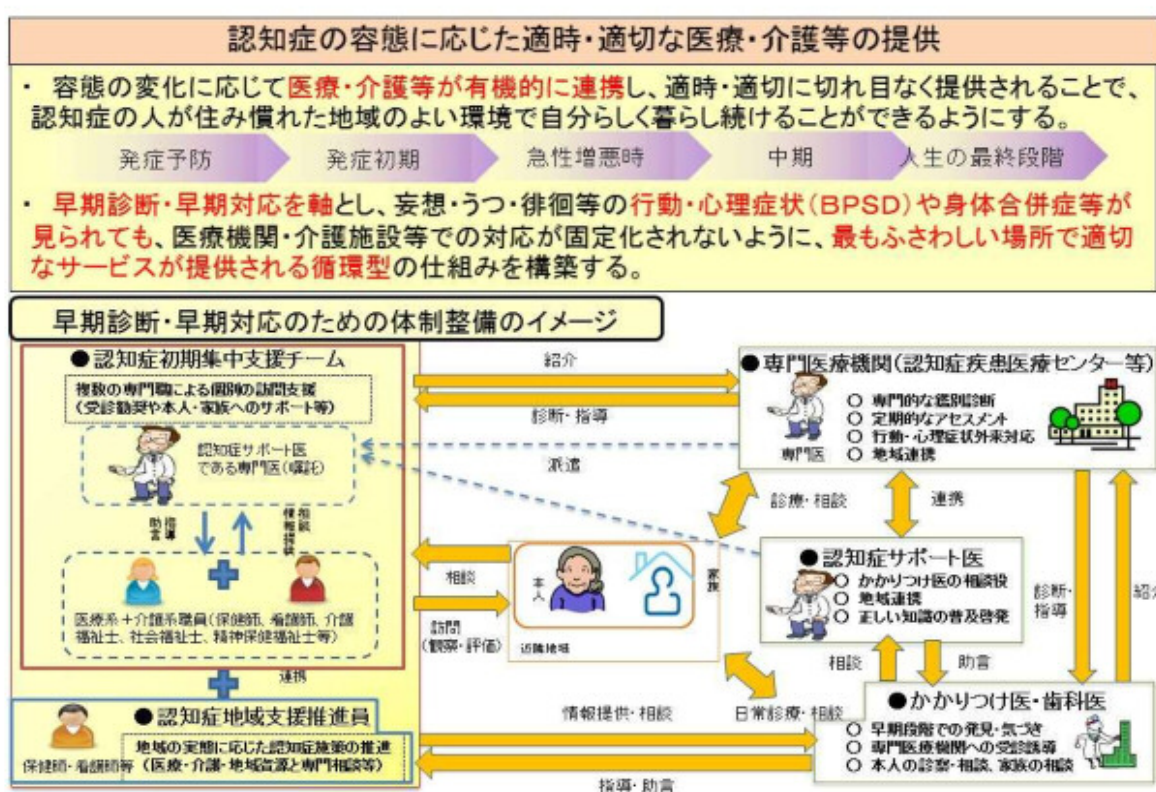 認知症の容態に応じた適時・適切な医療・介護等の提供
・ 容態の変化に応じて医療・介護等が有機的に連携し、適時・適切に切れ目なく提供されることで、
認知症の人が住み慣れた地域のよい環境で自分らしく暮らし続けることができるようにする。
発症予防
発症初期
急性増悪時
中期
人生の最終段階
・ 早期診断・早期対応を軸とし、妄想・うつ・徘徊等の行動・心理症状(BPSD)や身体合併症等が
見られても、医療機関・介護施設等での対応が固定化されないように、最もふさわしい場所で適切
なサービスが提供される循環型の仕組みを構築する。
早期診断・早期対応のための体制整備のイメージ
●認知症初期集中支援チーム
複数の専門職による個別の訪問支援
(受診勧奨や本人・家族へのサポート等)
認知症サポート医
である専門医(嘱託)
指導
助言
相談
情報提供
医療系+介護系職員(保健師、看護師、介護
福祉士、社会福祉士、精神保健福祉士等)
連携
●認知症地域支援推進員
地域の実態に応じた認知症施策の推進
(医療・介護・地域資源と専門相談等)
保健師・看護師等
紹介
診断・指導
派遣
相談
訪問
(観察・評価)
本人
家族
近隣地域
診療・相談
連携
●専門医療機関(認知症疾患医療センター等)
○ 専門的な鑑別診断
○ 定期的なアセスメント
○ 行動・心理症状外来対応
○ 地域連携
専門医
●認知症サポート医
○ かかりつけ医の相談役
○ 地域連携
○ 正しい知識の普及啓発
診断・
指導
紹介
相談
助言
情報提供・相談
日常診療・相談
●かかりつけ医・歯科医
○ 早期段階での発見・気づき
○ 専門医療機関への受診誘導
○ 本人の診察・相談、家族の相談
指導・助言